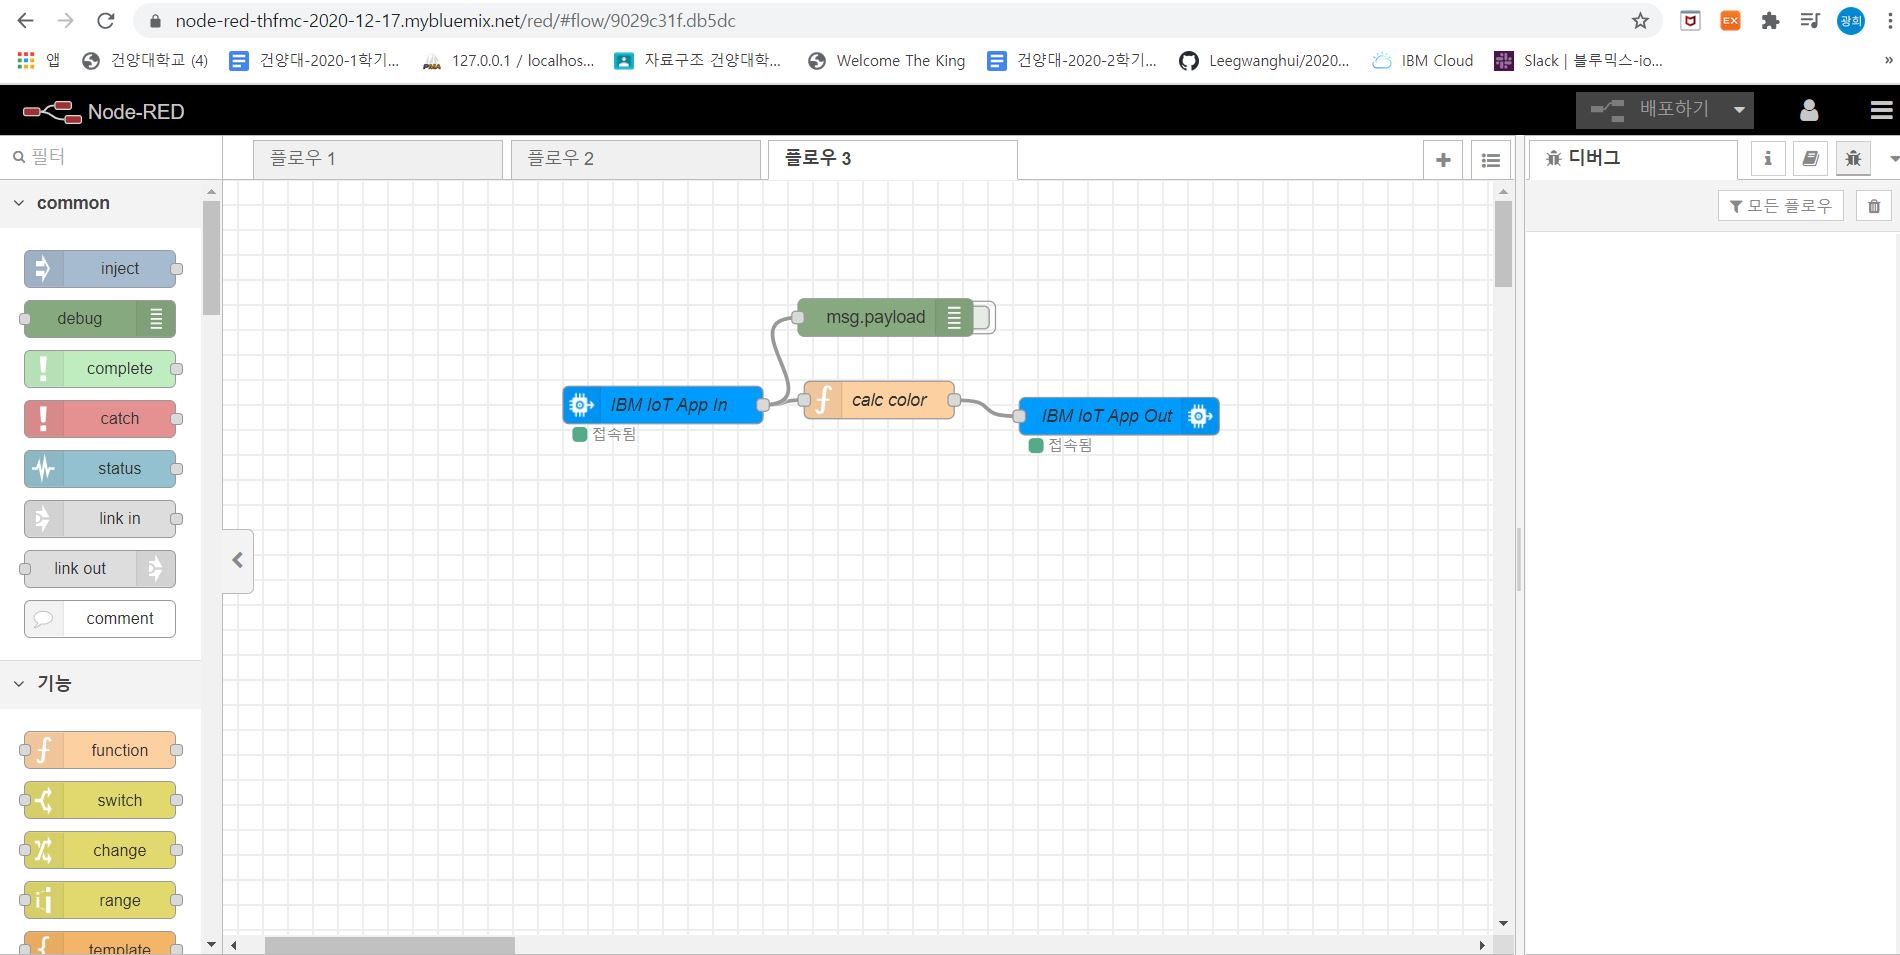 node-red-thfmc-2020-12-17.mybluemix.net/red/#flow/9029c31f.db5dc
EX
광희
앱
건양대학교 (4)
건양대-2020-1학기...
PMA
127.0.0.1 / localhos...
자료구조 건양대학...
Welcome The King
건양대-2020-2학기...
Leegwanghui/2020...
IBM Cloud
Slack | 블루믹스-io...
»
Node-RED
배포하기
필터
플로우 1
플로우 2
플로우 3
디버그
모든 플로우
common
inject
debug
complete
catch
status
link in
link out
comment
기능
function
switch
change
range
template
msg.payload
IBM IoT App In
접속됨
calc color
IBM IoT App Out
접속됨